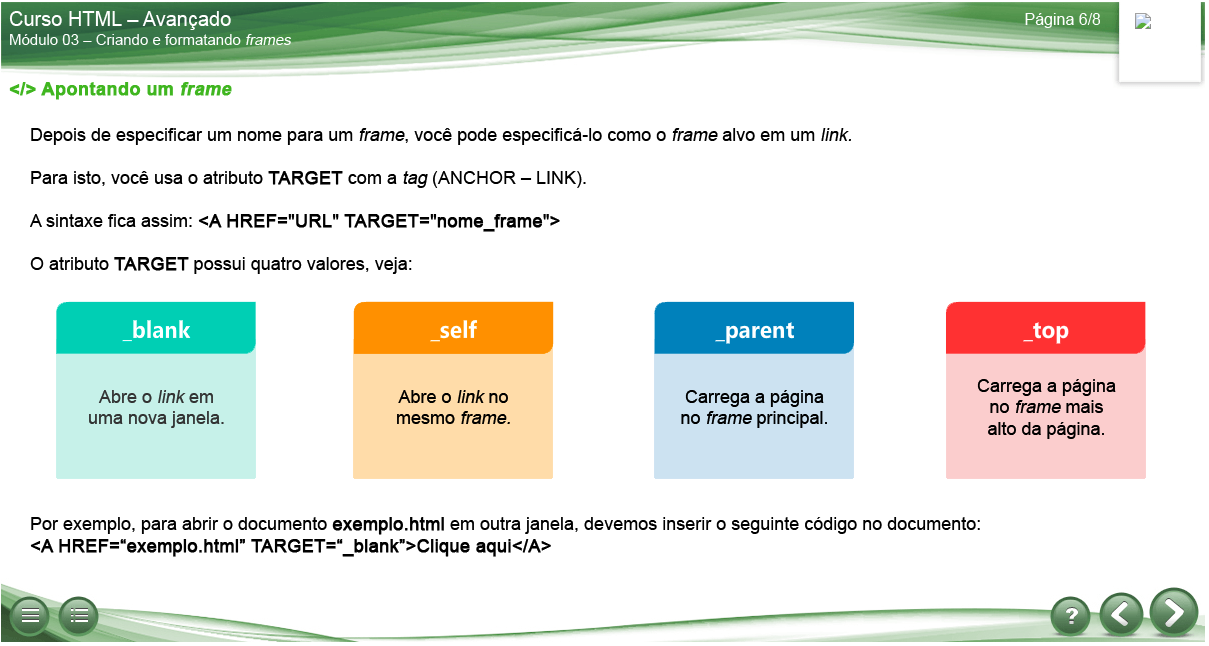 Curso HTML – Avançado
Página 6/8
Módulo 03 – Criando e formatando frames
</> Apontando um frame
Depois de especificar um nome para um frame, você pode especificá-lo como o frame alvo em um link.
Para isto, você usa o atributo TARGET com a tag (ANCHOR – LINK).
A sintaxe fica assim: <A HREF="URL" TARGET="nome_frame">
O atributo TARGET possui quatro valores, veja:
_blank
Abre o link em
uma nova janela.
_self
Abre o link no
mesmo frame.
_parent
Carrega a página
no frame principal.
_top
Carrega a página
no frame mais
alto da página.
Por exemplo, para abrir o documento exemplo.html em outra janela, devemos inserir o seguinte código no documento:
<A HREF=“exemplo.html” TARGET=“_blank”>Clique aqui</A>
?